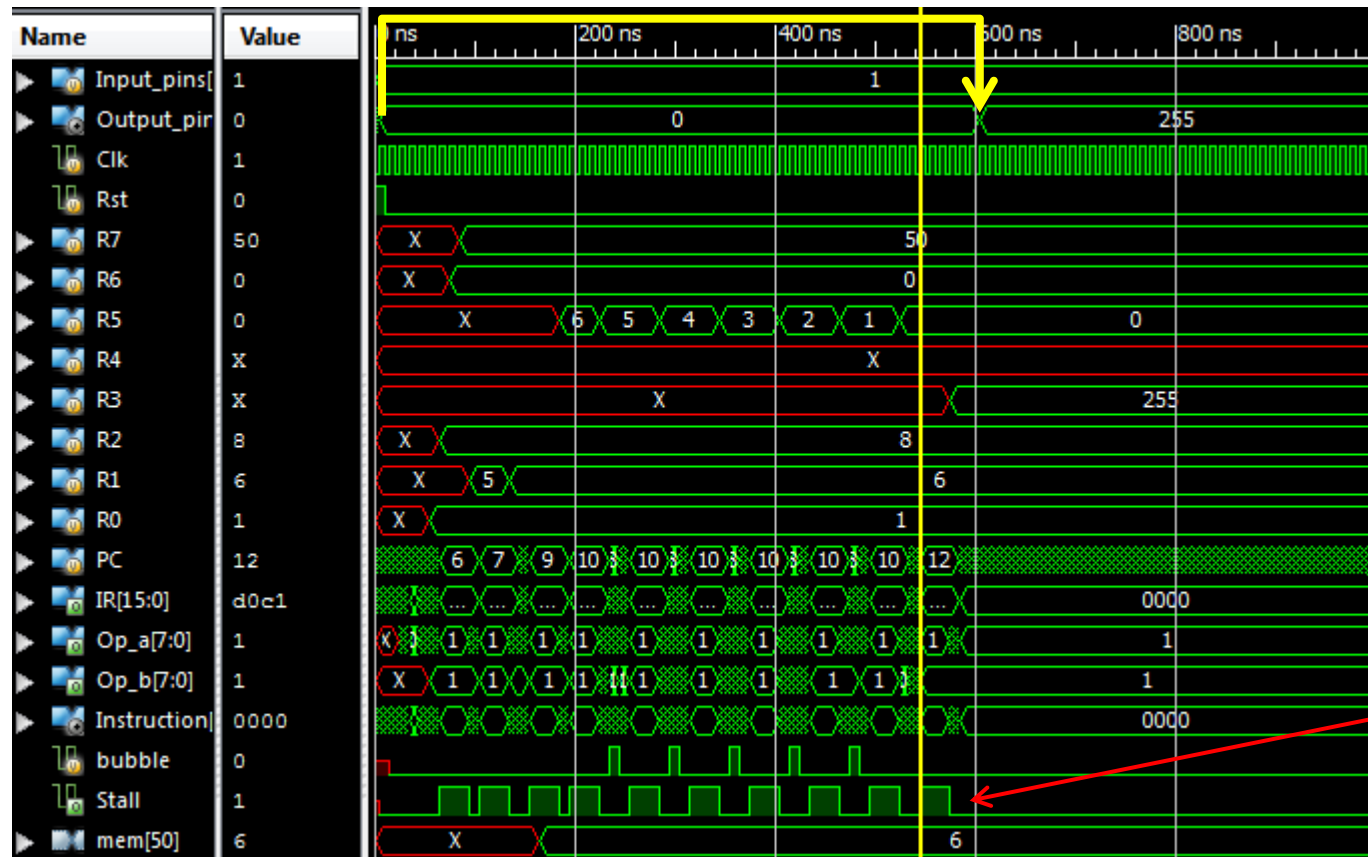 Name Value 0 ns 200 ns 400 ns 600 ns 800 ns
Input_pins[ 1 1
Output_pin 0 0 255
Clk 1
Rst 0
R7 50 X 50
R6 0 X 0
R5 0 X 6 5 4 3 2 1 0
R4 X X
R3 X X 255
R2 8 X 8
R1 6 X 5 6
R0 1 X 1
PC 12 6 7 9 10 10 10 10 10 10 12
IR[15:0] d0c1 ... ... ... ... ... ... ... ... ... ... 0000
Op_a[7:0] 1 X 1 1 1 1 1 1 1 1 1 1 1
Op_b[7:0] 1 X 1 1 1 1 1 1 1 1 1 1
Instruction[ 0000 0000
bubble 0
Stall 1
mem[50] 6 X 6